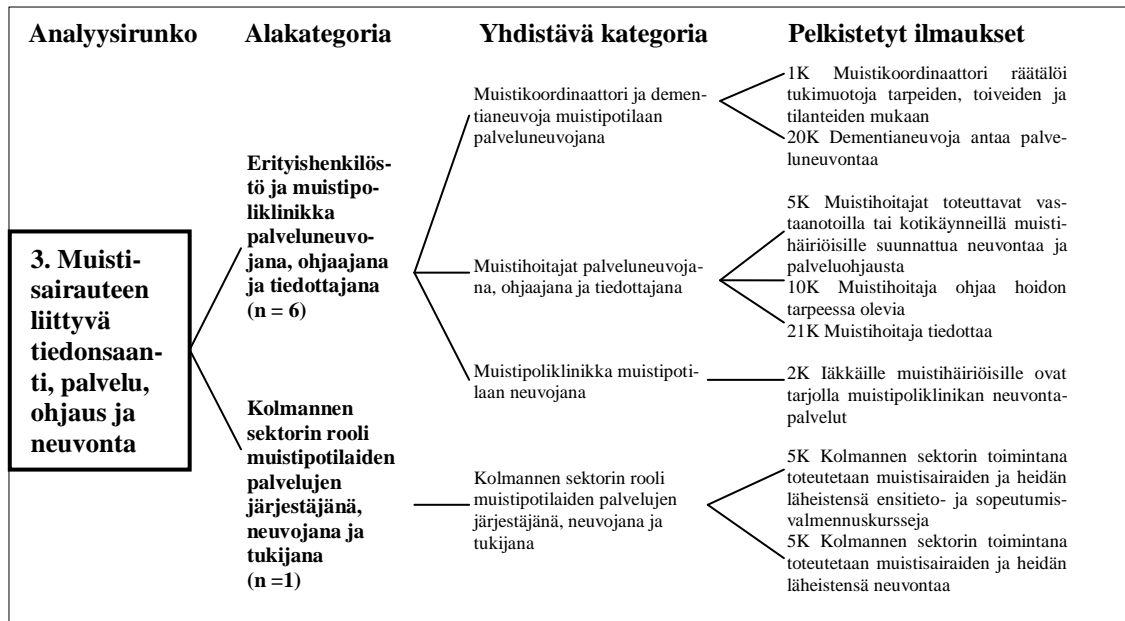 Analyysirunko
Alakategoria
Yhdistävä kategoria
Pelkistetyt ilmaukset
3. Muisti-
sairauteen
liittyvä
tiedonsaan-
ti, palvelu,
ohjaus ja
neuvonta
Erityishenkilös-
tö ja muistipo-
liklinikka
palveluneuvo-
jana, ohjaajana
ja tiedottajana
(n = 6)
Kolmannen
sektorin rooli
muistipotilaiden
palvelujen
järjestäjänä,
neuvojana ja
tukijana
(n =1)
Muistikoordinaattori ja demen-
tianeuvoja muistipotilaan
palveluneuvojana
Muistihoitajat palveluneuvoja-
na, ohjaajana ja tiedottajana
Muistipoliklinikka muistipoti-
laan neuvojana
Kolmannen sektorin rooli
muistipotilaiden palvelujen
järjestäjänä, neuvojana ja
tukijana
1K Muistikoordinaattori räätälöi
tukimuotoja tarpeiden, toiveiden ja
tilanteiden mukaan
20K Dementianeuvoja antaa palve-
luneuvontaa
5K Muistihoitajat toteuttavat vas-
taanotoilla tai kotikäynneillä muisti-
häiriöisille suunnattua neuvontaa ja
palveluohjausta
10K Muistihoitaja ohjaa hoidon
tarpeessa olevia
21K Muistihoitaja tiedottaa
2K Iäkkäille muistihäiriöisille ovat
tarjolla muistipoliklinikan neuvonta-
palvelut
5K Kolmannen sektorin toimintana
toteutetaan muistisairaiden ja heidän
läheistensä ensitieto- ja sopeutumis-
valmennuskursseja
5K Kolmannen sektorin toimintana
toteutetaan muistisairaiden ja heidän
läheistensä neuvontaa